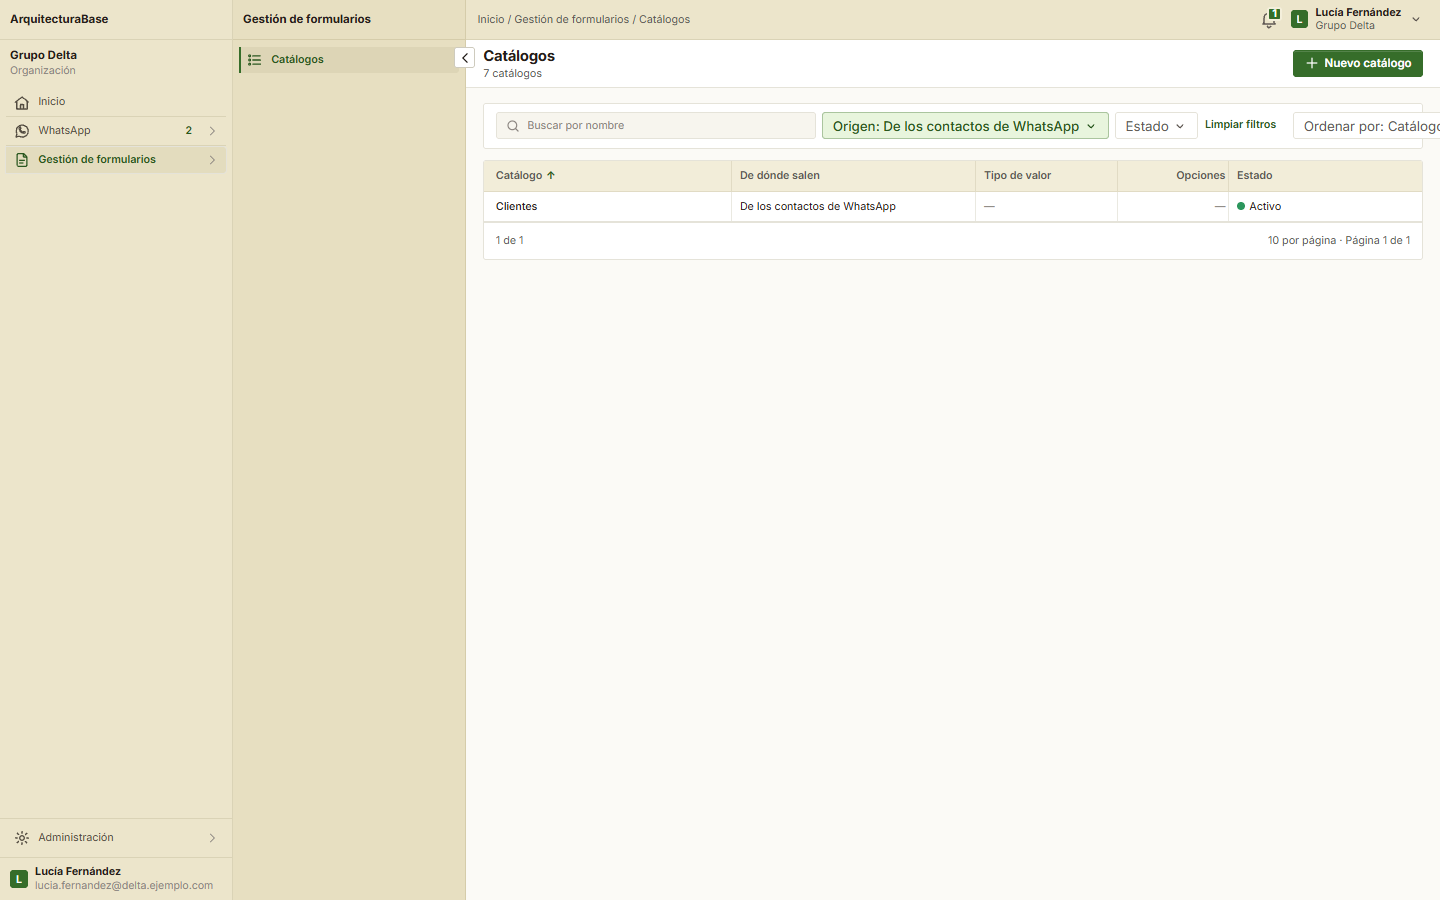 ArquitecturaBase
Grupo Delta
Organización
Inicio
WhatsApp 2
Gestión de formularios
Administración
L
Lucía Fernández
lucia.fernandez@delta.ejemplo.com
Gestión de formularios
Catálogos
Inicio / Gestión de formularios / Catálogos
1
L
Lucía Fernández
Grupo Delta
Catálogos
7 catálogos
Nuevo catálogo
Buscar por nombre
Origen: De los contactos de WhatsApp
Estado
Limpiar filtros
Ordenar por: Catálogo
Catálogo De dónde salen Tipo de valor Opciones Estado
Clientes De los contactos de WhatsApp — — Activo
1 de 1
10 por página · Página 1 de 1